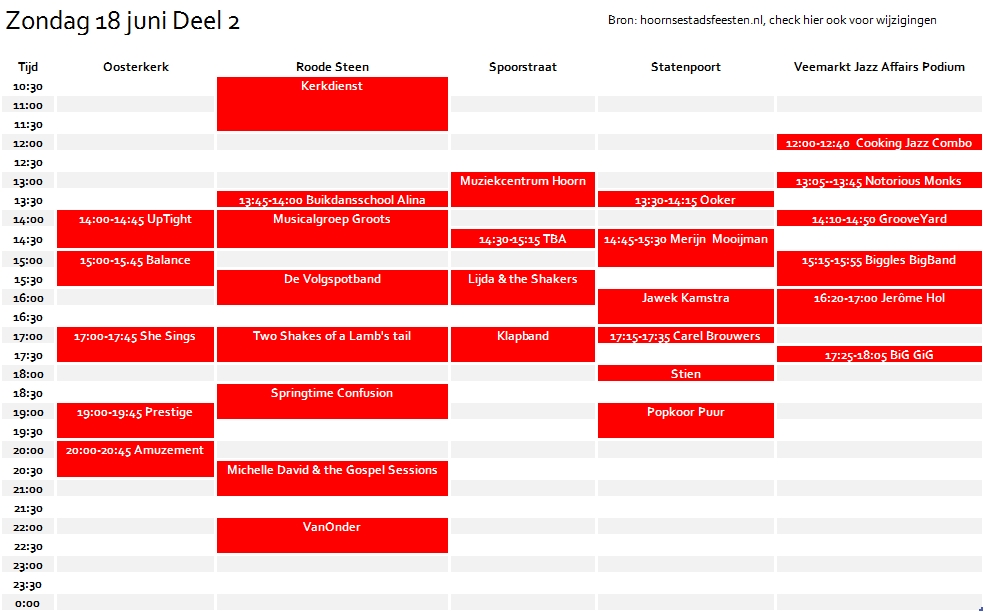 Zondag 18 juni Deel 2
Bron: hoornsestadsfeesten.nl, check hier ook voor wijzigingen
Tijd Oosterkerk Roode Steen Spoorstraat Statenpoort Veemarkt Jazz Affairs Podium
10:30 Kerkdienst
11:00
11:30
12:00 12:00-12:40 Cooking Jazz Combo
12:30
13:00 Muziekcentrum Hoorn 13:05--13:45 Notorious Monks
13:30 13:45-14:00 Buikdansschool Alina 13:30-14:15 Ooker
14:00 14:00-14:45 UpTight Musicalgroep Groots 14:10-14:50 GrooveYard
14:30 14:30-15:15 TBA 14:45-15:30 Merijn Mooijman
15:00 15:00-15.45 Balance 15:15-15:55 Biggles BigBand
15:30 De Volgspotband Lijda & the Shakers
16:00 Jawek Kamstra 16:20-17:00 Jerôme Hol
16:30
17:00 17:00-17:45 She Sings Two Shakes of a Lamb's tail Klapband 17:15-17:35 Carel Brouwers
17:30 17:25-18:05 BiG GiG
18:00 Stien
18:30 Springtime Confusion
19:00 19:00-19:45 Prestige Popkoor Puur
19:30
20:00 20:00-20:45 Amuzement
20:30 Michelle David & the Gospel Sessions
21:00
21:30
22:00 VanOnder
22:30
23:00
23:30
0:00